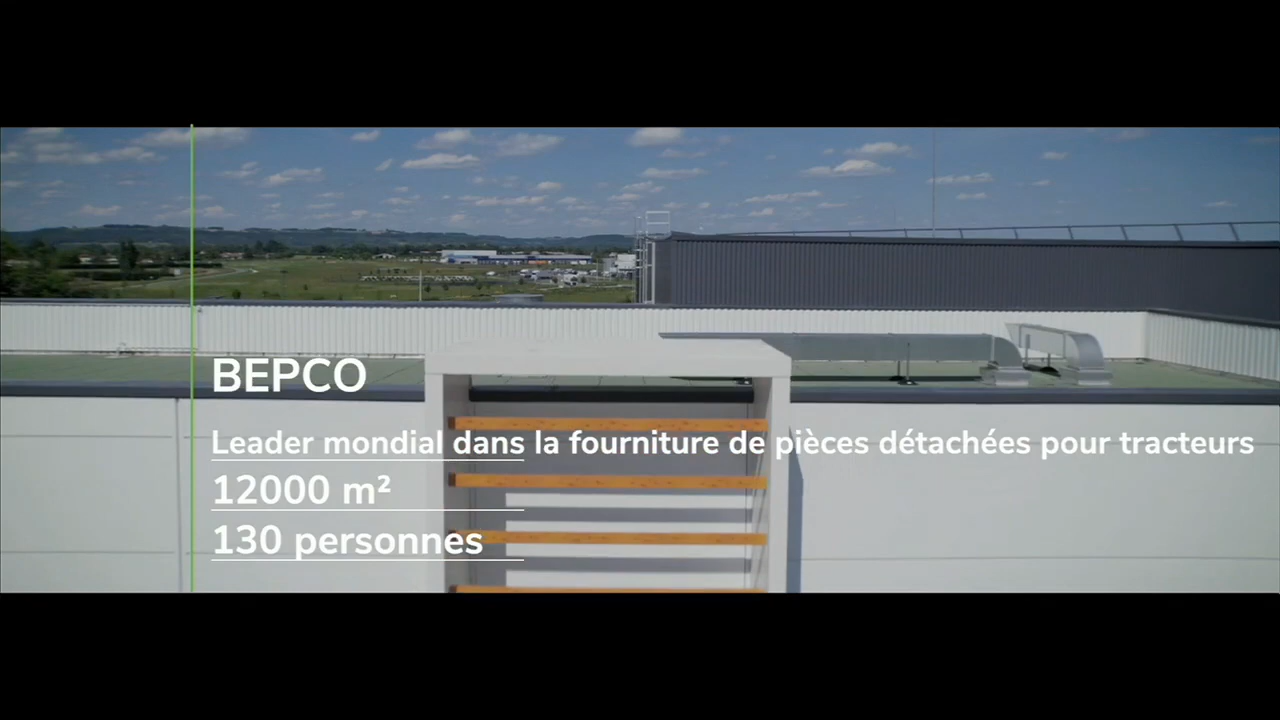 BEPCO
Leader mondial dans la fourniture de pièces détachées pour tracteurs
12000 m²
130 personnes